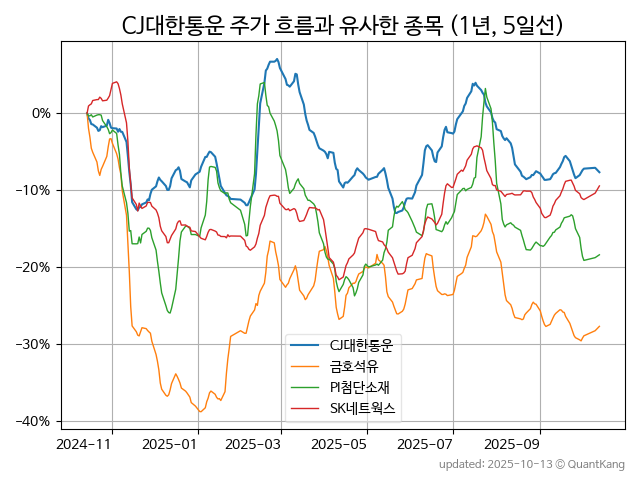 CJ대한통운 주가 흐름과 유사한 종목 (1년, 5일선)
0%
−10%
−20%
−30%
−40%
CJ대한통운
금호석유
PI첨단소재
SK네트웍스
2024-11 2025-01 2025-03 2025-05 2025-07 2025-09
updated: 2025-10-13 © QuantKang